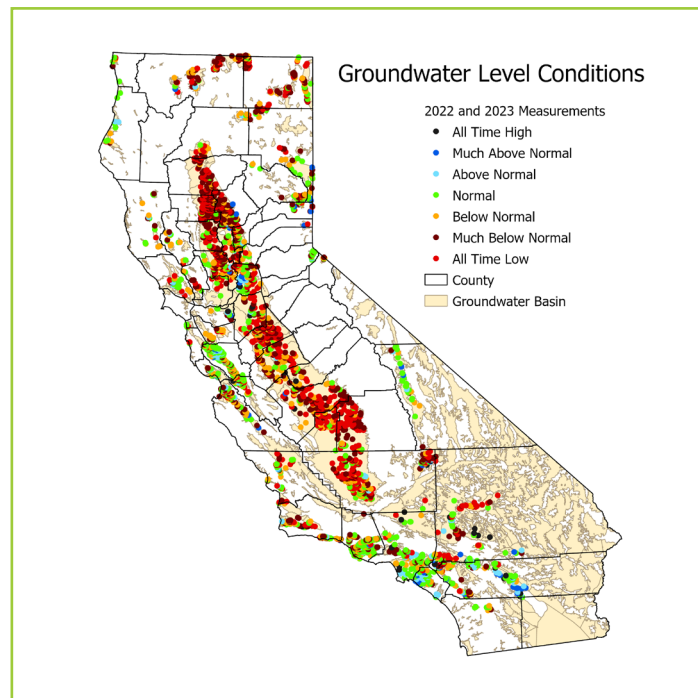 Groundwater Level Conditions
2022 and 2023 Measurements
All Time High
Much Above Normal
Above Normal
Normal
Below Normal
Much Below Normal
All Time Low
County
Groundwater Basin